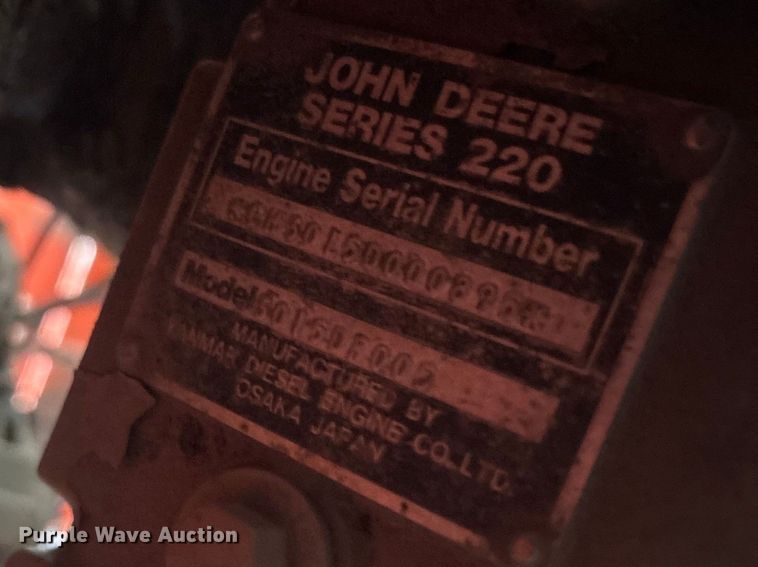 JOHN DEERE
SERIES 220
Engine Serial Number
Model
MANUFACTURED BY
YANMAR DIESEL ENGINE CO., LTD.
OSAKA JAPAN
Purple Wave Auction